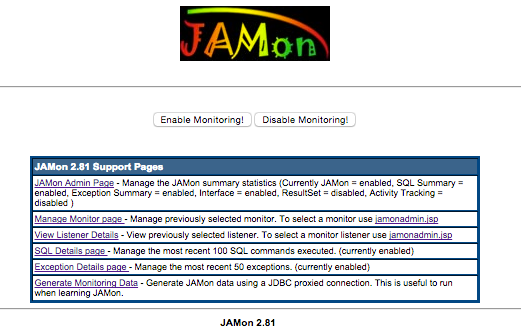 JAMon
Enable Monitoring! Disable Monitoring!
JAMon 2.81 Support Pages
JAMon Admin Page - Manage the JAMon summary statistics (Currently JAMon = enabled, SQL Summary =
enabled, Exception Summary = enabled, Interface = enabled, ResultSet = disabled, Activity Tracking =
disabled )
Manage Monitor page - Manage previously selected monitor. To select a monitor use jamonadmin.jsp
View Listener Details - View previously selected listener. To select a monitor listener use jamonadmin.jsp
SQL Details page - Manage the most recent 100 SQL commands executed. (currently enabled)
Exception Details page - Manage the most recent 50 exceptions. (currently enabled)
Generate Monitoring Data - Generate JAMon data using a JDBC proxied connection. This is useful to run
when learning JAMon.
JAMon 2.81